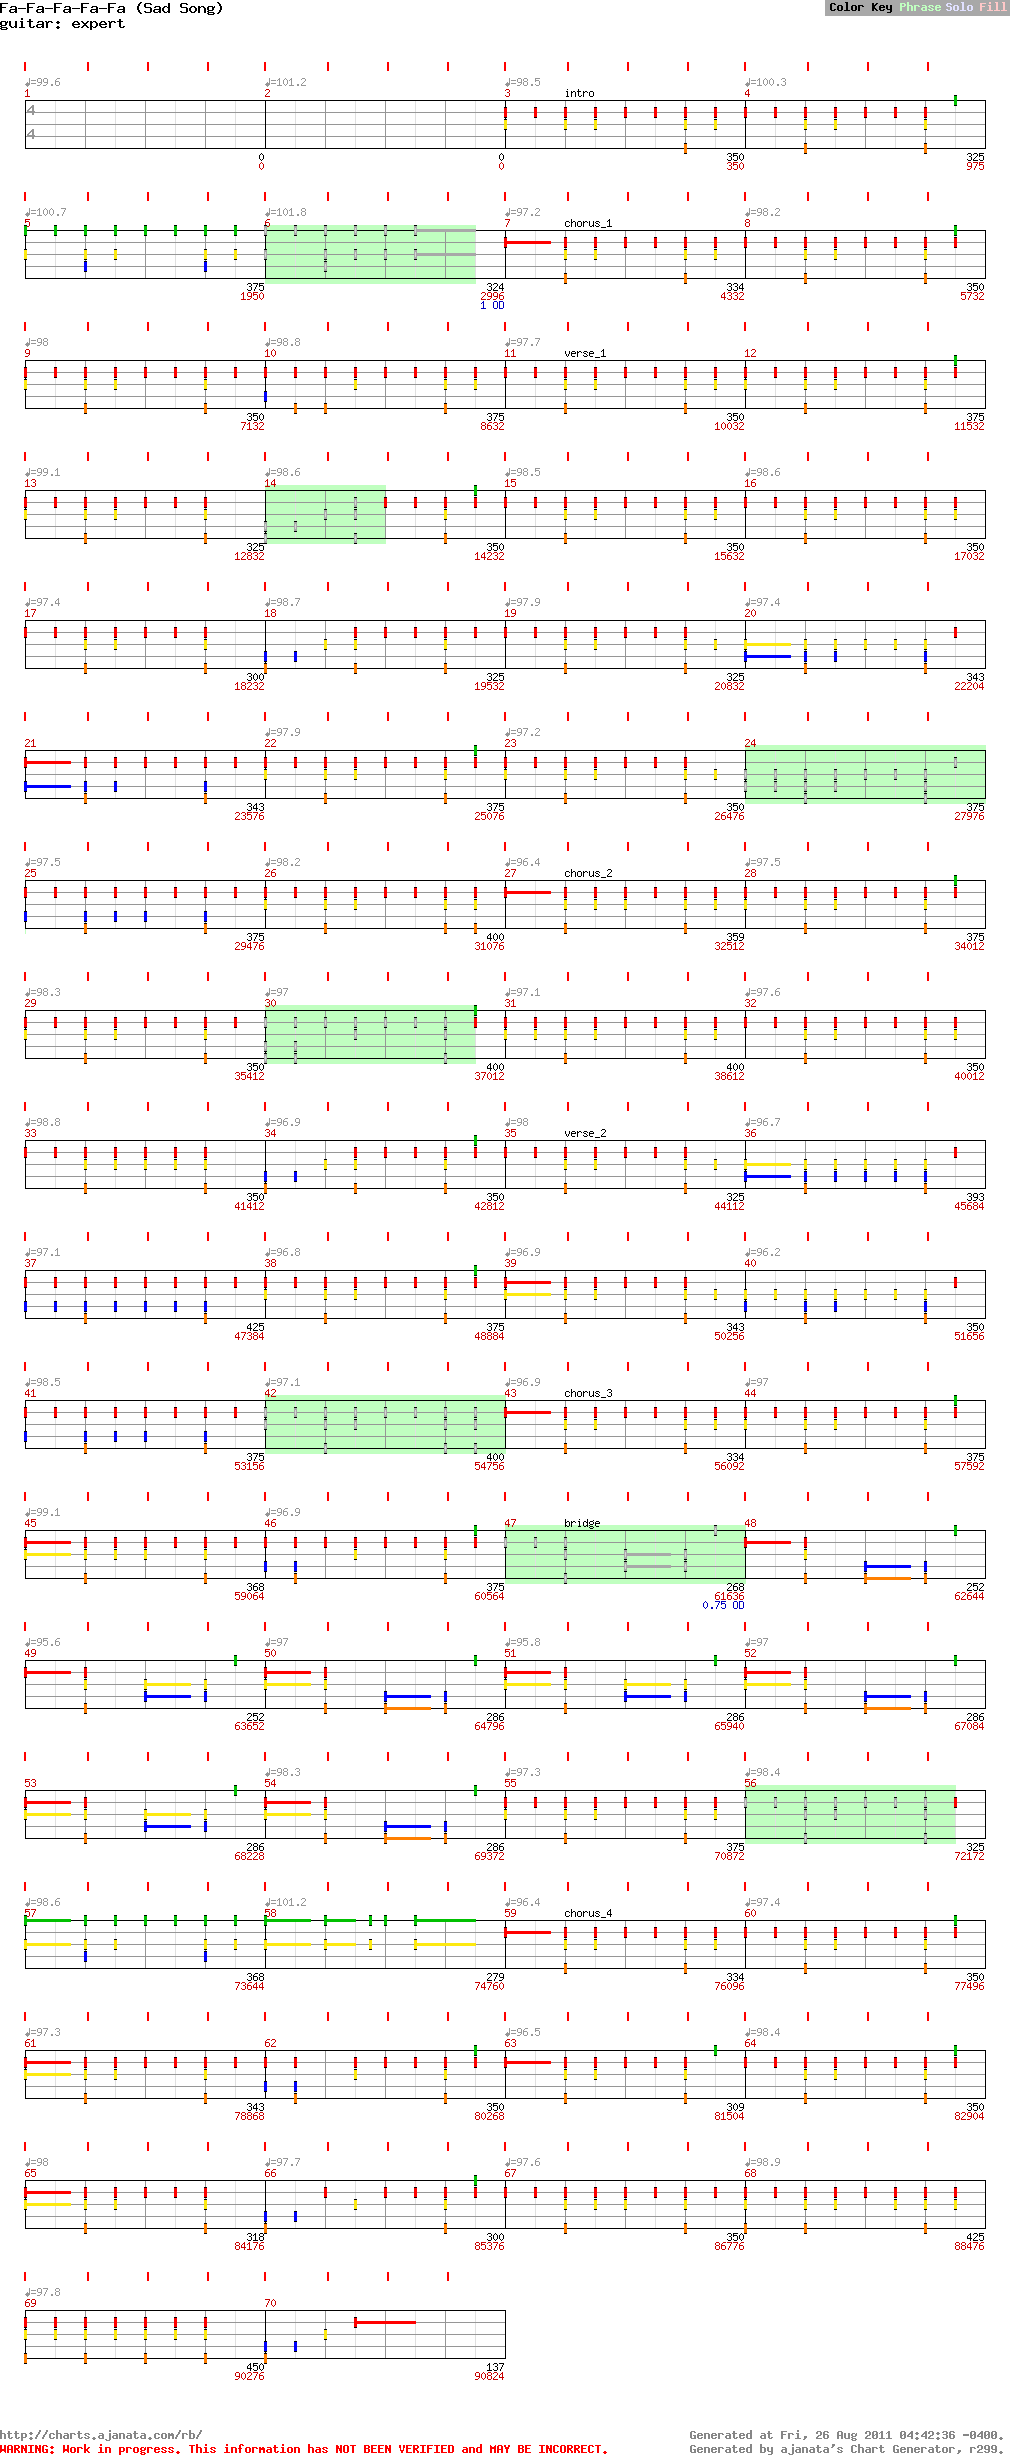 Fa-Fa-Fa-Fa-Fa (Sad Song)
guitar: expert
Color Key Phrase Solo Fill
♩=99.6 ♩=101.2 ♩=98.5 ♩=100.3
1 2 3 intro 4
4
4
0 0 350 325
0 0 350 975
♩=100.7 ♩=101.8 ♩=97.2 ♩=98.2
5 6 7 chorus_1 8
375 324 334 350
1950 2996 4332 5732
1 OD
♩=98 ♩=98.8 ♩=97.7
9 10 11 verse_1 12
350 375 350 375
7132 8632 10032 11532
♩=99.1 ♩=98.6 ♩=98.5 ♩=98.6
13 14 15 16
325 350 350 350
12832 14232 15632 17032
♩=97.4 ♩=98.7 ♩=97.9 ♩=97.4
17 18 19 20
300 325 325 343
18232 19532 20832 22204
♩=97.9 ♩=97.2
21 22 23 24
343 375 350 375
23576 25076 26476 27976
♩=97.5 ♩=98.2 ♩=96.4 ♩=97.5
25 26 27 chorus_2 28
375 400 359 375
29476 31076 32512 34012
♩=98.3 ♩=97 ♩=97.1 ♩=97.6
29 30 31 32
350 400 400 350
35412 37012 38612 40012
♩=98.8 ♩=96.9 ♩=98 ♩=96.7
33 34 35 verse_2 36
350 350 325 393
41412 42812 44112 45684
♩=97.1 ♩=96.8 ♩=96.9 ♩=96.2
37 38 39 40
425 375 343 350
47384 48884 50256 51656
♩=98.5 ♩=97.1 ♩=96.9 ♩=97
41 42 43 chorus_3 44
375 400 334 375
53156 54756 56092 57592
♩=99.1 ♩=96.9
45 46 47 bridge 48
368 375 268 252
59064 60564 61636 62644
0.75 OD
♩=95.6 ♩=97 ♩=95.8 ♩=97
49 50 51 52
252 286 286 286
63652 64796 65940 67084
♩=98.3 ♩=97.3 ♩=98.4
53 54 55 56
286 286 375 325
68228 69372 70872 72172
♩=98.6 ♩=101.2 ♩=96.4 ♩=97.4
57 58 59 chorus_4 60
368 279 334 350
73644 74760 76096 77496
♩=97.3 ♩=96.5 ♩=98.4
61 62 63 64
343 350 309 350
78868 80268 81504 82904
♩=98 ♩=97.7 ♩=97.6 ♩=98.9
65 66 67 68
318 300 350 425
84176 85376 86776 88476
♩=97.8
69 70
450 137
90276 90824
http://charts.ajanata.com/rb/
Generated at Fri, 26 Aug 2011 04:42:36 -0400.
WARNING: Work in progress. This information has NOT BEEN VERIFIED and MAY BE INCORRECT.
Generated by ajanata's Chart Generator, r299.